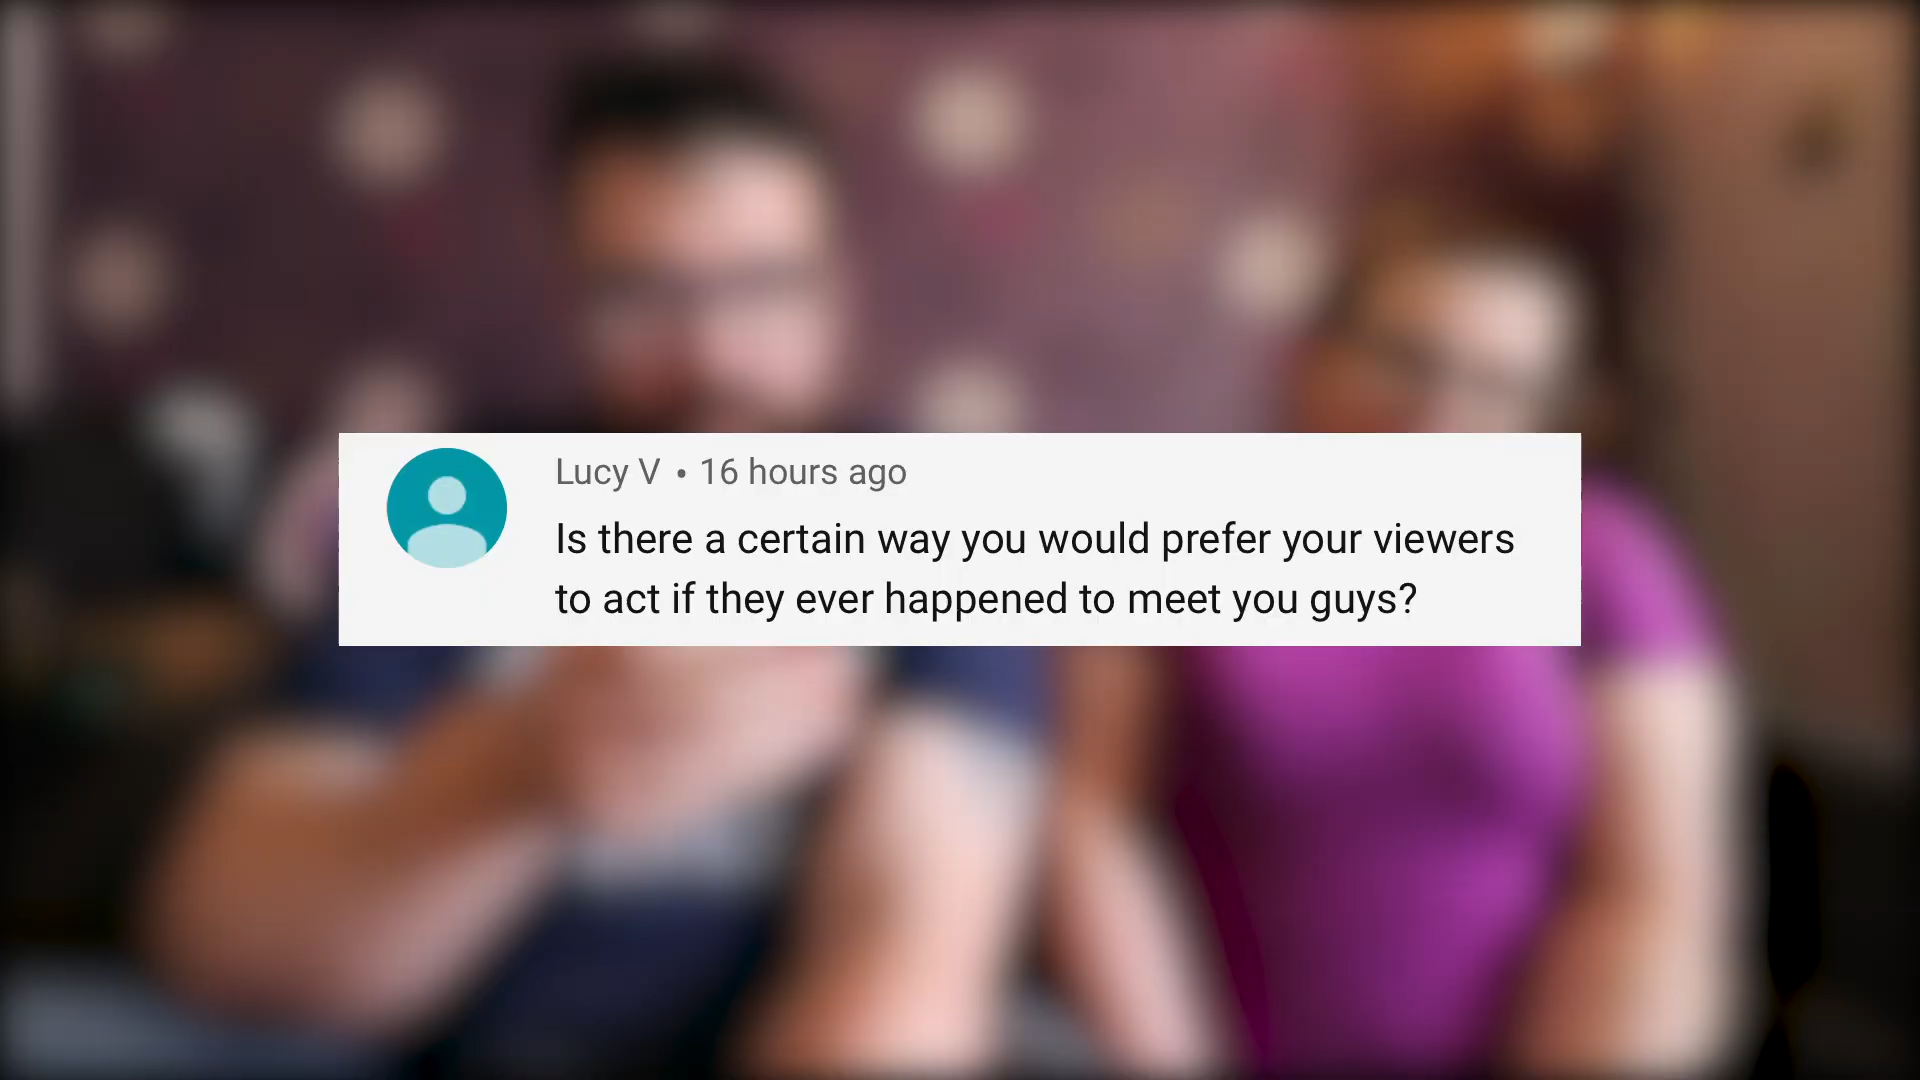 Lucy V • 16 hours ago
Is there a certain way you would prefer your viewers
to act if they ever happened to meet you guys?